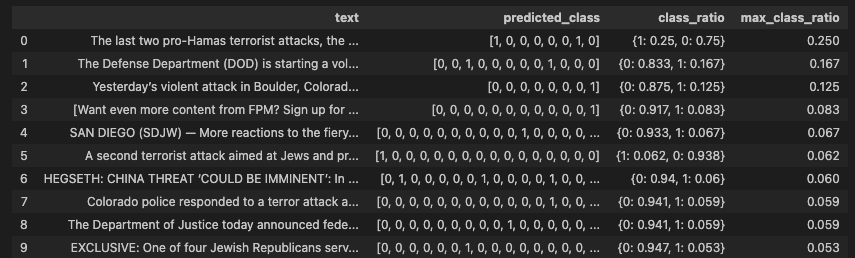 text predicted_class class_ratio max_class_ratio
0 The last two pro-Hamas terrorist attacks, the ... [1, 0, 0, 0, 0, 0, 1, 0] {1: 0.25, 0: 0.75} 0.250
1 The Defense Department (DOD) is starting a vol... [0, 0, 1, 0, 0, 0, 0, 0, 1, 0, 0, 0] {0: 0.833, 1: 0.167} 0.167
2 Yesterday’s violent attack in Boulder, Colorad... [0, 0, 0, 0, 0, 0, 0, 1] {0: 0.875, 1: 0.125} 0.125
3 [Want even more content from FPM? Sign up for ... [0, 0, 0, 0, 0, 0, 0, 0, 0, 0, 0, 1] {0: 0.917, 1: 0.083} 0.083
4 SAN DIEGO (SDJW) — More reactions to the fiery... [0, 0, 0, 0, 0, 0, 0, 0, 0, 0, 1, 0, 0, 0, 0, ... {0: 0.933, 1: 0.067} 0.067
5 A second terrorist attack aimed at Jews and pr... [1, 0, 0, 0, 0, 0, 0, 0, 0, 0, 0, 0, 0, 0, 0, 0] {1: 0.062, 0: 0.938} 0.062
6 HEGSETH: CHINA THREAT ‘COULD BE IMMINENT’: In ... [0, 1, 0, 0, 0, 0, 0, 1, 0, 0, 0, 0, 1, 0, 0, ... {0: 0.94, 1: 0.06} 0.060
7 Colorado police responded to a terror attack a... [0, 0, 0, 0, 0, 0, 0, 0, 0, 0, 0, 0, 1, 0, 0, ... {0: 0.941, 1: 0.059} 0.059
8 The Department of Justice today announced fede... [0, 0, 0, 0, 0, 0, 0, 0, 0, 1, 0, 0, 0, 0, 0, ... {0: 0.941, 1: 0.059} 0.059
9 EXCLUSIVE: One of four Jewish Republicans serv... [0, 0, 0, 0, 0, 0, 1, 0, 0, 0, 0, 0, 0, 0, 0, ... {0: 0.947, 1: 0.053} 0.053